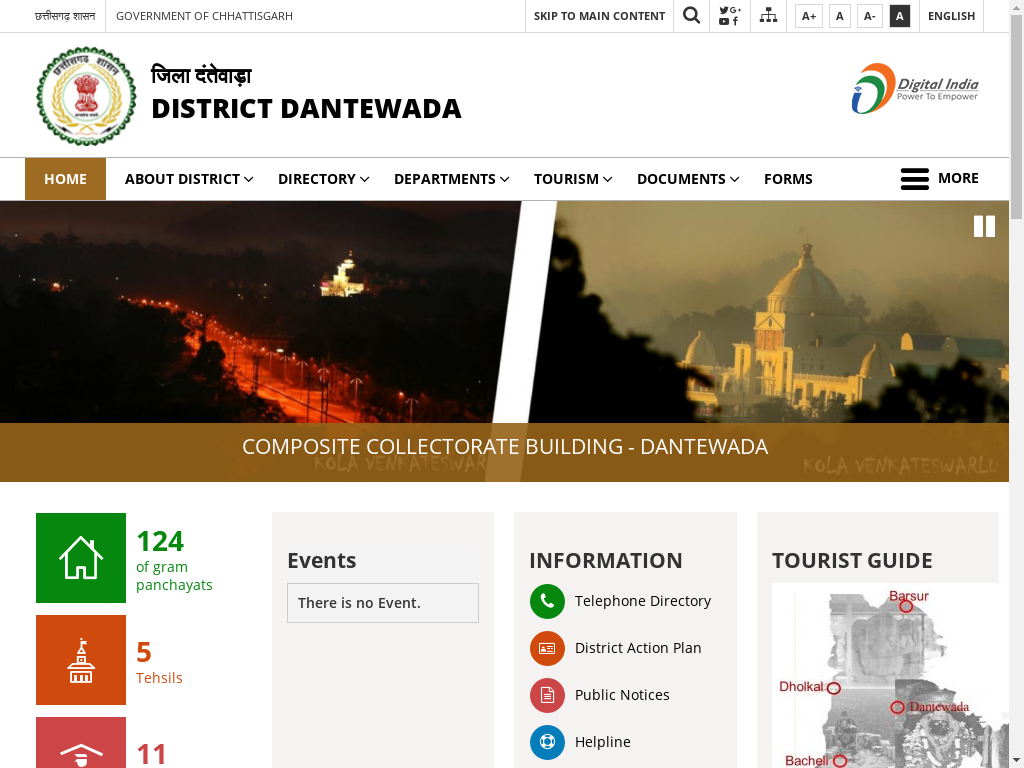 छत्तीसगढ़ शासन
GOVERNMENT OF CHHATTISGARH
SKIP TO MAIN CONTENT
A+
A
A-
A
ENGLISH
जिला दंतेवाड़ा
DISTRICT DANTEWADA
Digital India
Power To Empower
HOME
ABOUT DISTRICT
DIRECTORY
DEPARTMENTS
TOURISM
DOCUMENTS
FORMS
MORE
COMPOSITE COLLECTORATE BUILDING - DANTEWADA
KOLA VENKATESWAR
KOLA VENKATESWARLU
124
of gram
panchayats
5
Tehsils
11
Events
There is no Event.
INFORMATION
Telephone Directory
District Action Plan
Public Notices
Helpline
TOURIST GUIDE
Barsur
Dholkal
Dantewada
Bacheli